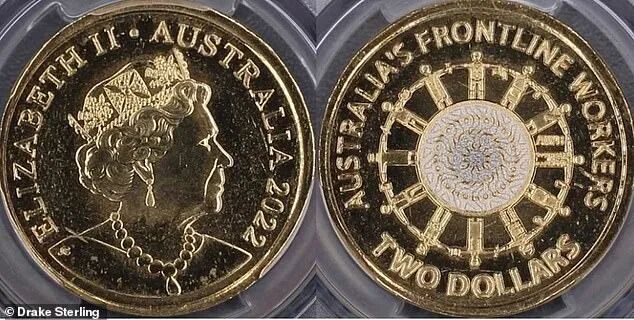 ELIZABETH II • AUSTRALIA 2022
AUSTRALIA'S FRONTLINE WORKERS
TWO DOLLARS
© Drake Sterling